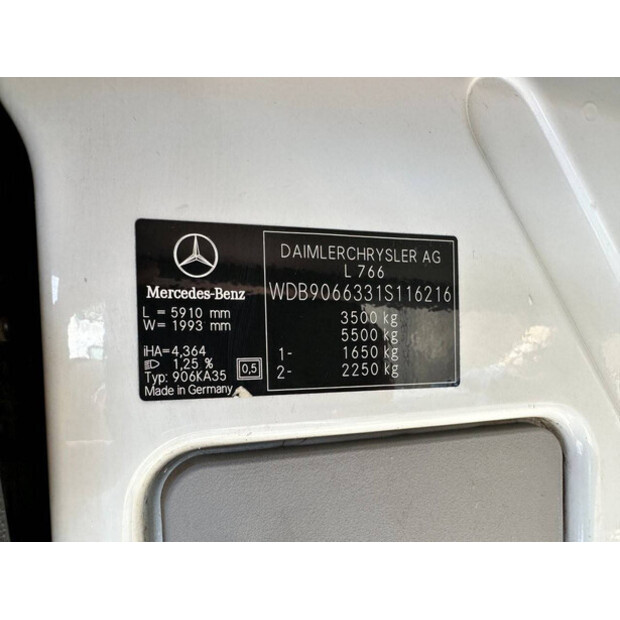 Mercedes-Benz
L = 5910 mm
W = 1993 mm
iHA=4,364
1,25 %
Typ: 906KA35
0,5
Made in Germany
DAIMLERCHRYSLER AG
L 766
WDB9066331S116216
3500 kg
5500 kg
1- 1650 kg
2- 2250 kg